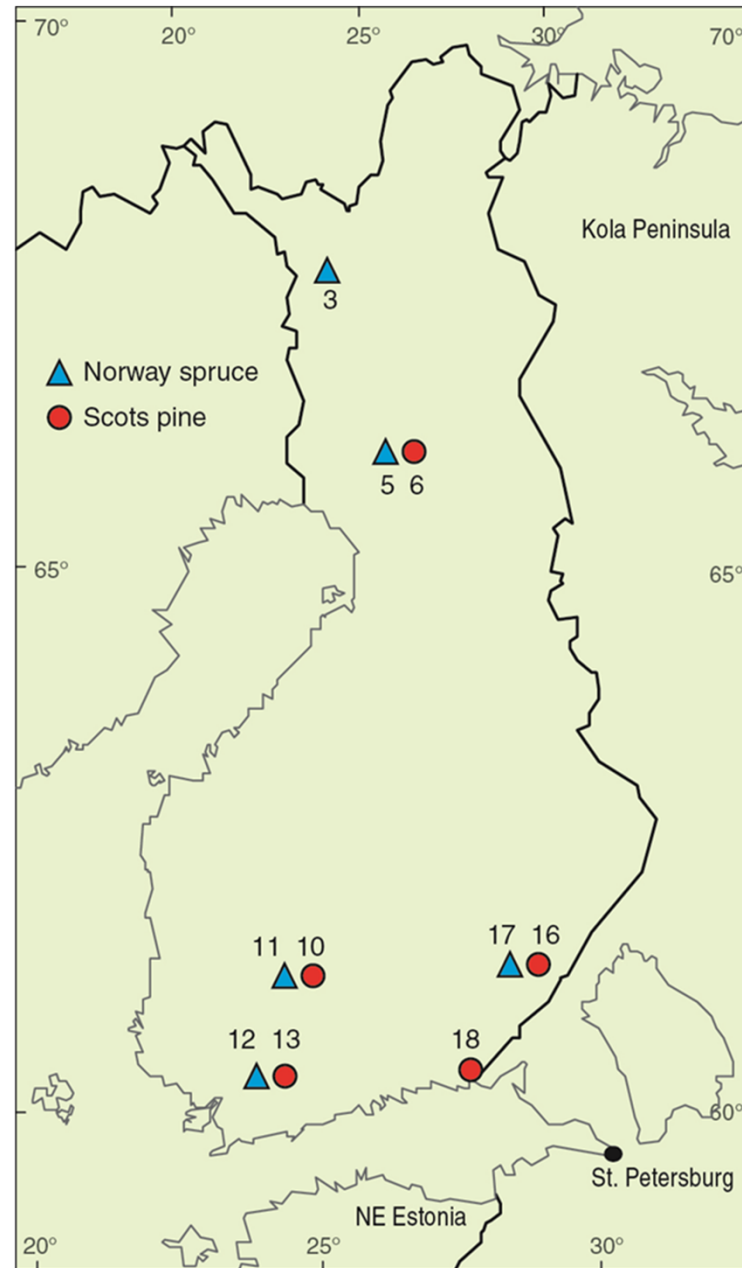 70° 20° 25° 30° 70°
Kola Peninsula
3
Norway spruce
Scots pine
5 6
65° 65°
11 10 17 16
12 13 18
60°
St. Petersburg
NE Estonia
20° 25° 30°